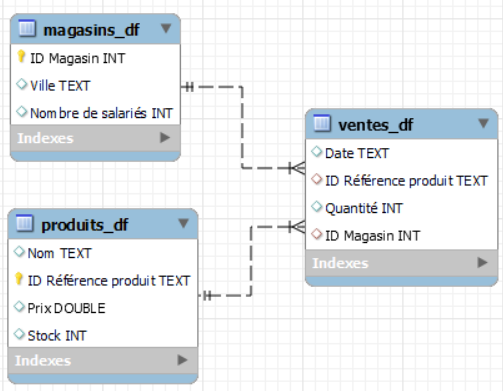 magasins_df
ID Magasin INT
Ville TEXT
Nombre de salariés INT
Indexes
produits_df
Nom TEXT
ID Référence produit TEXT
Prix DOUBLE
Stock INT
Indexes
ventes_df
Date TEXT
ID Référence produit TEXT
Quantité INT
ID Magasin INT
Indexes